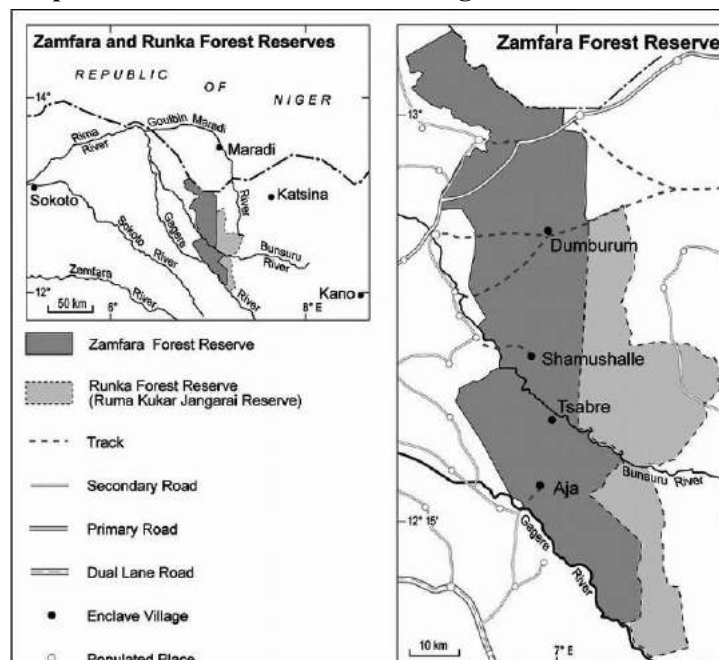 Zamfara and Runka Forest Reserves
REPUBLIC OF NIGER
14°
Goulbin Maradi
River
Rima
River
Maradi
Sokoto
Katsina
Gagere
River
Sokoto
River
Bunsuru
Zamfara
River
12°
Kano
50 km
6°
8° E
Zamfara Forest Reserve
Runka Forest Reserve
(Ruma Kukar Jangarai Reserve)
Track
Secondary Road
Primary Road
Dual Lane Road
Enclave Village
Populated Place
Zamfara Forest Reserve
13°
Dumburum
Shamushalle
Tsabre
Bunsuru River
Aja
12° 15'
Gagere
River
10 km
7° E